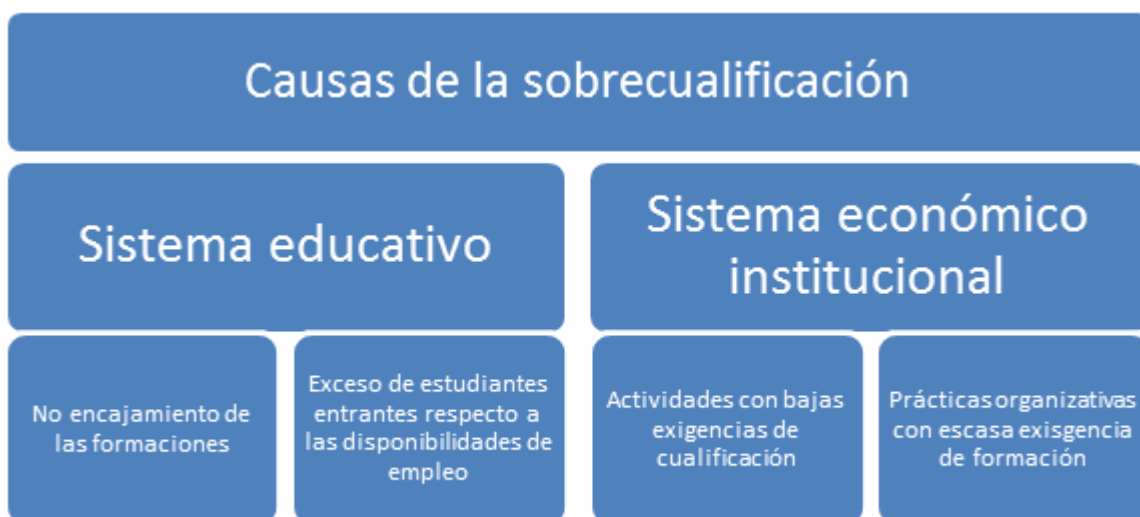 Causas de la sobrecualificación
Sistema educativo
Sistema económico
institucional
No encajamiento de
las formaciones
Exceso de estudiantes
entrantes respecto a
las disponibilidades de
empleo
Actividades con bajas
exigencias de
cualificación
Prácticas organizativas
con escasa exisgencia
de formación